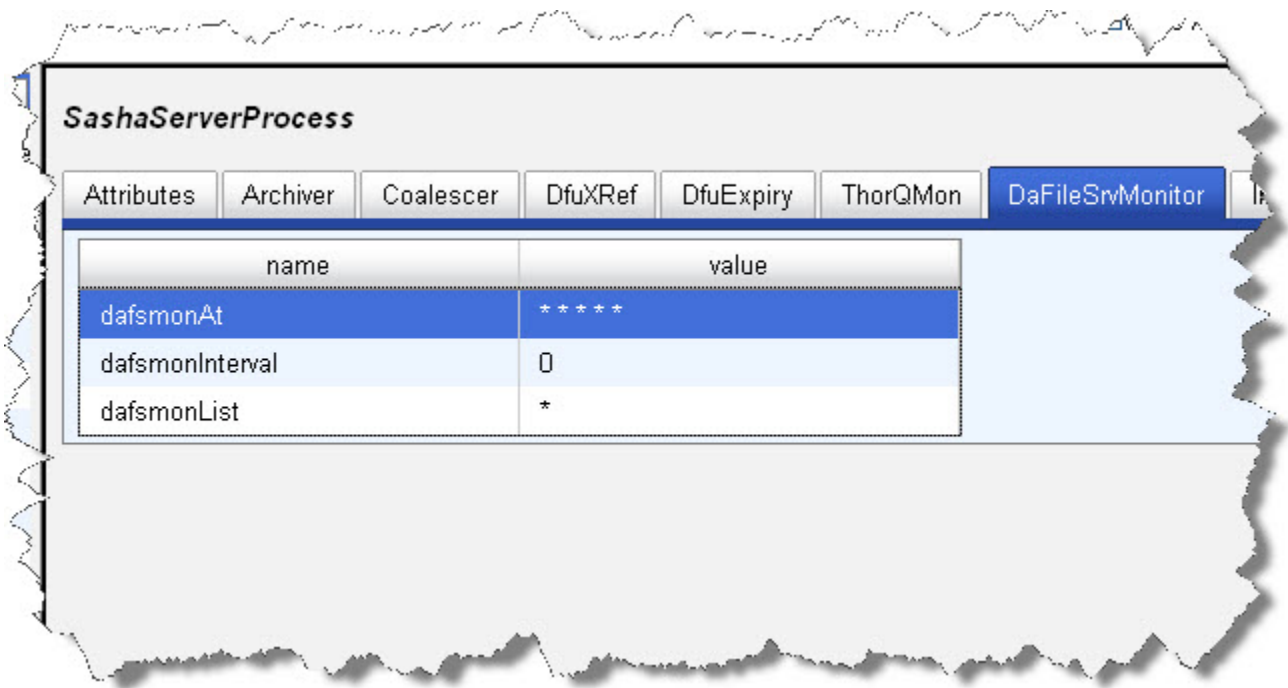 SashaServerProcess
Attributes Archiver Coalescer DfuXRef DfuExpiry ThorQMon DaFileSrvMonitor
name value
dafsmonAt * * * * *
dafsmonInterval 0
dafsmonList *